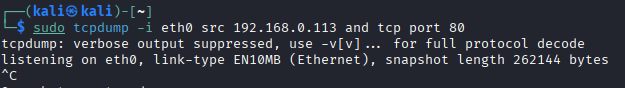 ┌──(kali㉿kali)-[~]
└─$ sudo tcpdump -i eth0 src 192.168.0.113 and tcp port 80
tcpdump: verbose output suppressed, use -v[v]... for full protocol decode
listening on eth0, link-type EN10MB (Ethernet), snapshot length 262144 bytes
^C